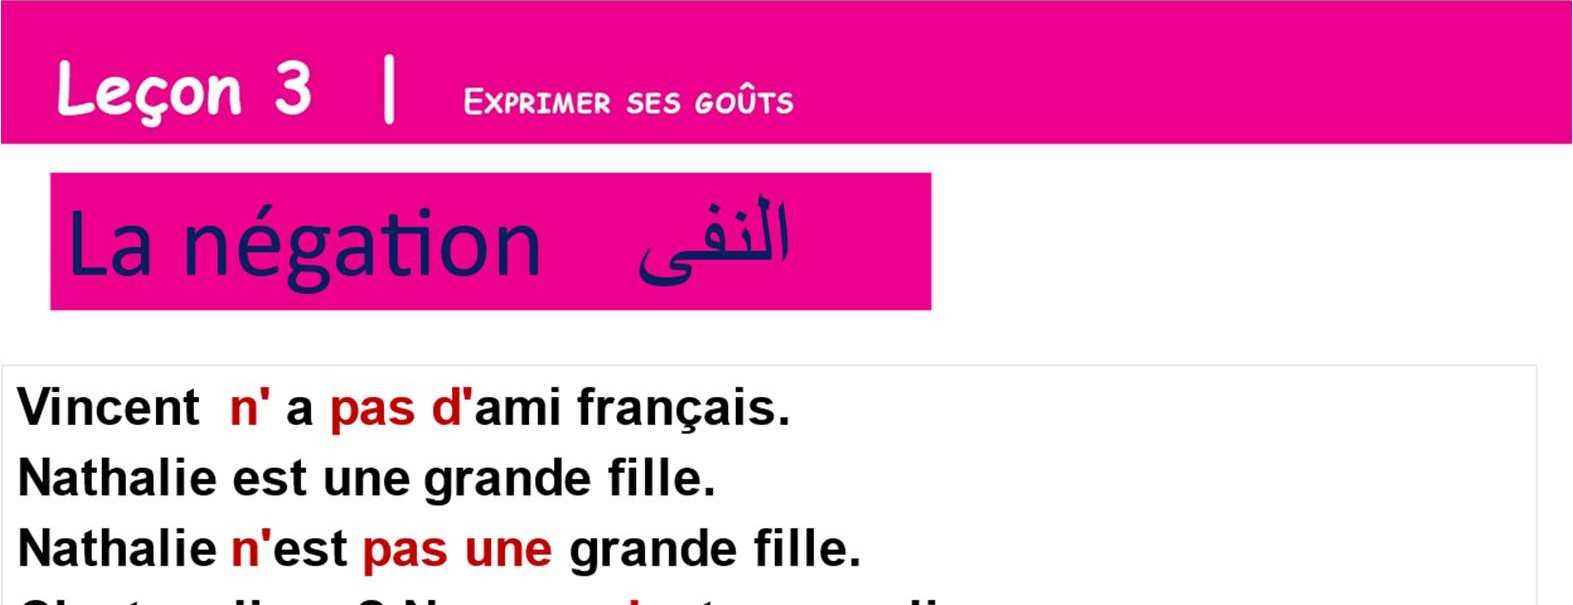 Leçon 3 | EXPRIMER SES GOÛTS
La négation النفى
Vincent n' a pas d'ami français.
Nathalie est une grande fille.
Nathalie n'est pas une grande fille.